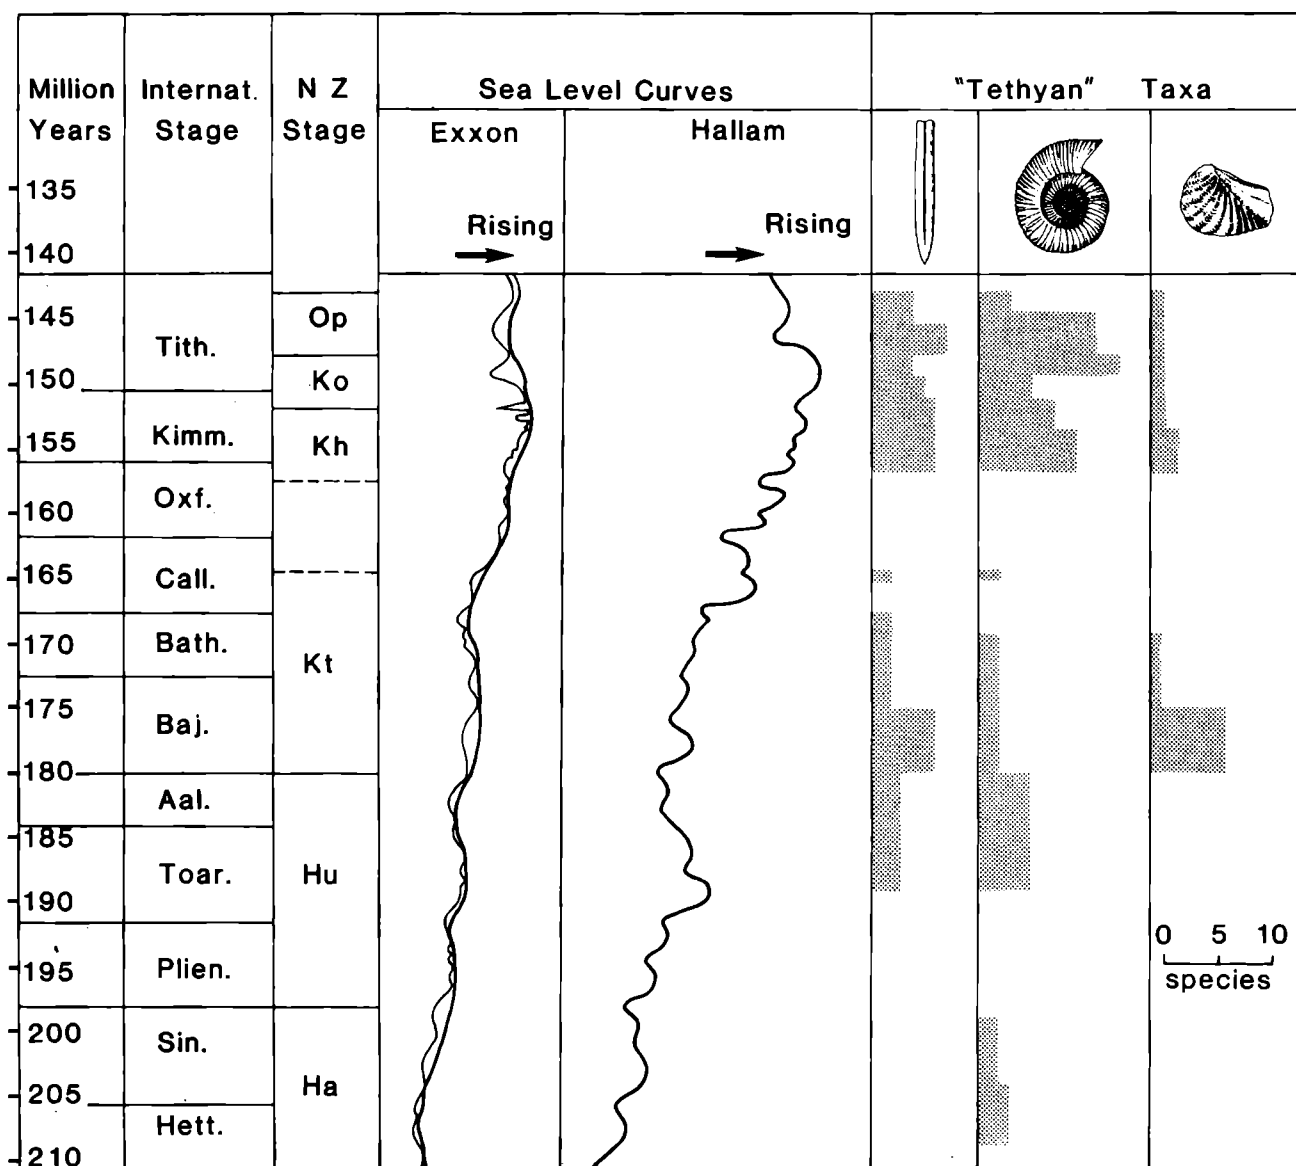 Million Internat. N Z Sea Level Curves "Tethyan" Taxa
Years Stage Stage Exxon Hallam
135
Rising Rising
140
145 Op
Tith.
150 Ko
Kimm. Kh
155
Oxf.
160
165 Call.
170 Bath.
Kt
175
Baj.
180
Aal.
185
Toar. Hu
190
0 5 10
195 Plien. species
200 Sin.
Ha
205
Hett.
210